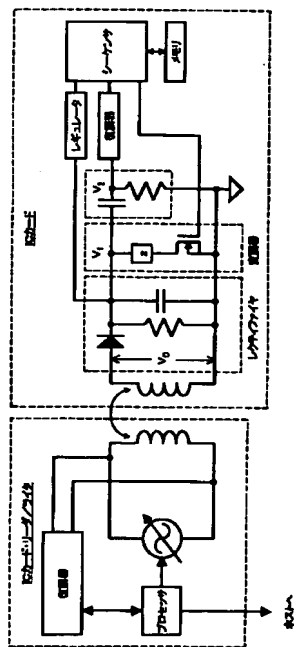 ICカード・リーダ／ライタ
復調器
プロセッサ
ホストへ
ICカード
レギュレータ
復調器
シーケンサ
メモリ
V₀
V₁
V₂
Z
変調器
レクティファイヤ